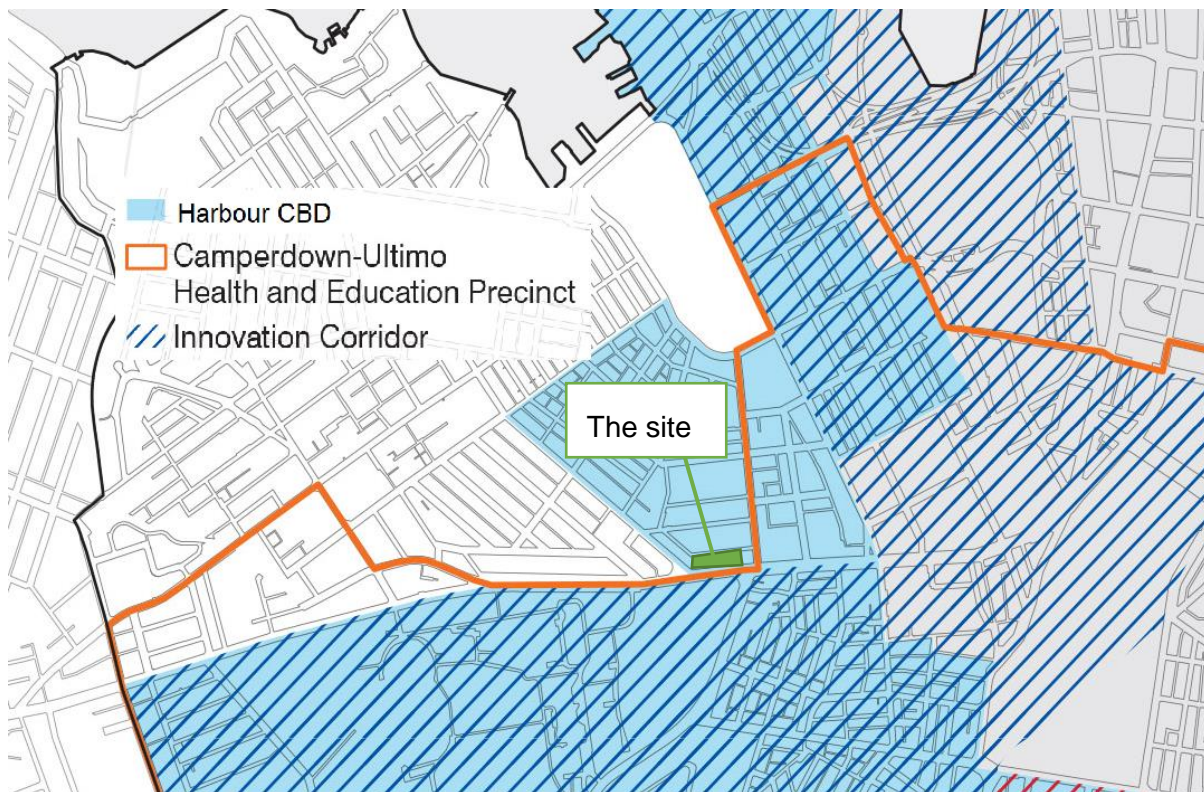 Harbour CBD
Camperdown-Ultimo
Health and Education Precinct
Innovation Corridor
The site